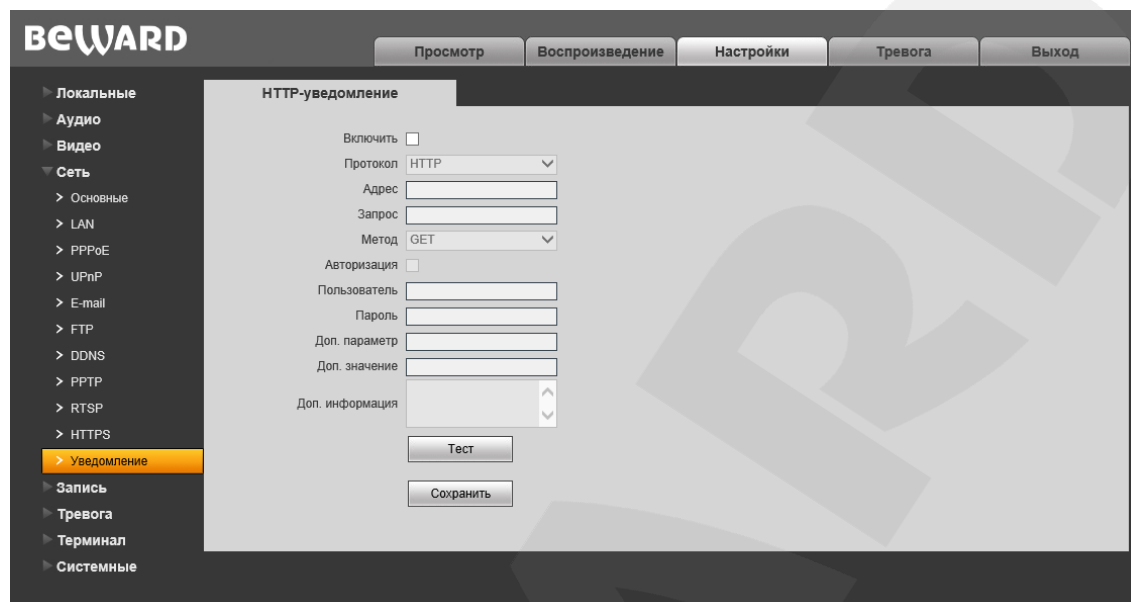 BEWARD
Просмотр
Воспроизведение
Настройки
Тревога
Выход
Локальные
Аудио
Видео
Сеть
Основные
LAN
PPPoE
UPnP
E-mail
FTP
DDNS
PPTP
RTSP
HTTPS
Уведомление
Запись
Тревога
Терминал
Системные
HTTP-уведомление
Включить
Протокол HTTP
Адрес
Запрос
Метод GET
Авторизация
Пользователь
Пароль
Доп. параметр
Доп. значение
Доп. информация
Тест
Сохранить